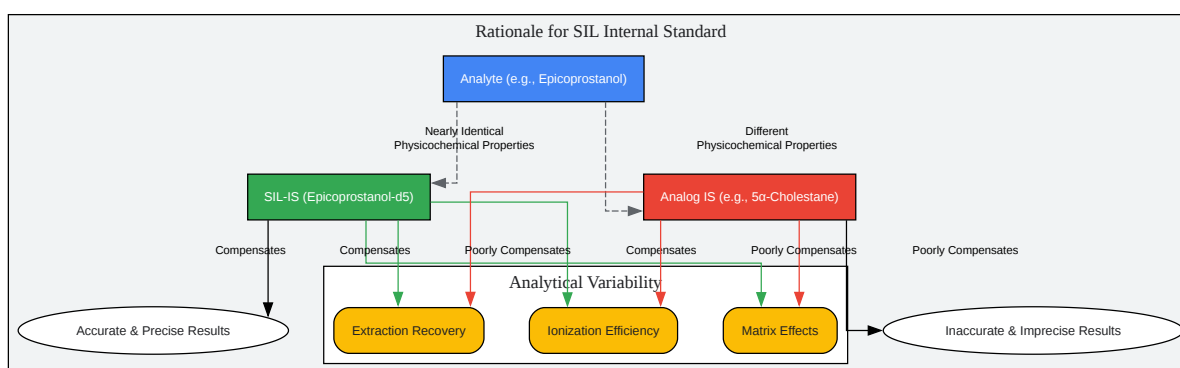 Rationale for SIL Internal Standard
Analyte (e.g., Epicoprostanol)
Nearly Identical
Physicochemical Properties
Different
Physicochemical Properties
SIL-IS (Epicoprostanol-d5)
Analog IS (e.g., 5α-Cholestane)
Compensates
Compensates
Poorly Compensates
Compensates
Poorly Compensates
Poorly Compensates
Analytical Variability
Accurate & Precise Results
Extraction Recovery
Ionization Efficiency
Matrix Effects
Inaccurate & Imprecise Results